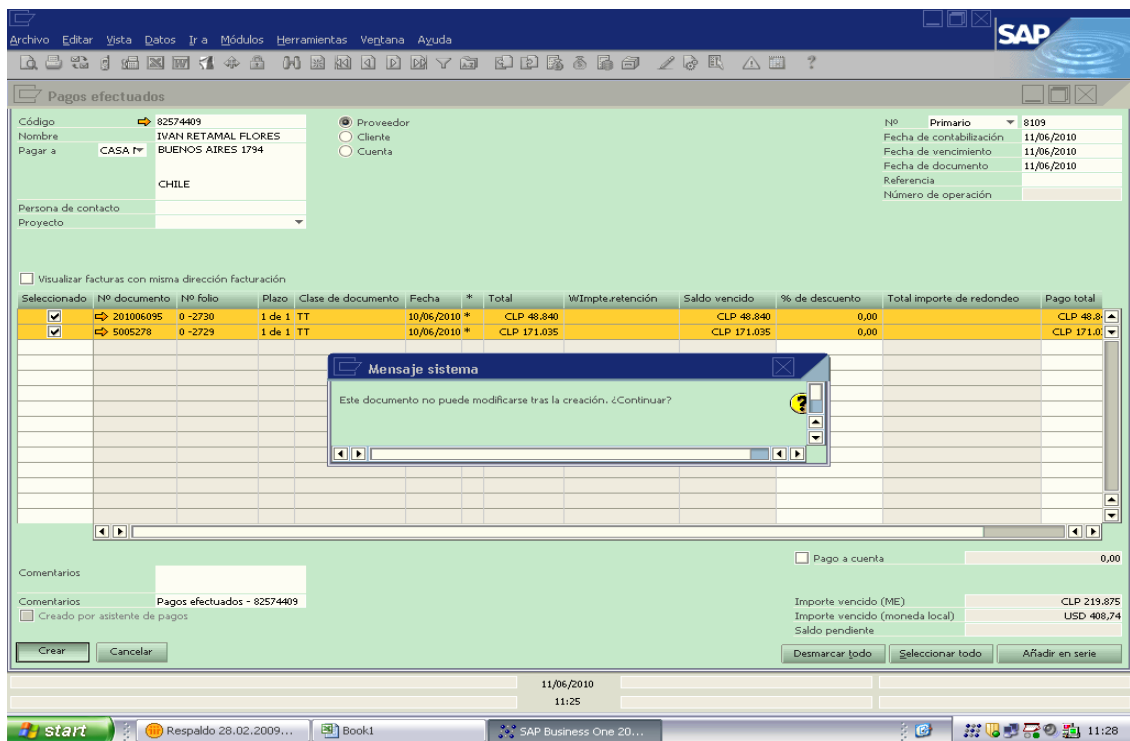 SAP
Archivo Editar Vista Datos Ir a Módulos Herramientas Ventana Ayuda
Pagos efectuados
Código 82574409 Proveedor Nº Primario 8109
Nombre IVAN RETAMAL FLORES Cliente Fecha de contabilización 11/06/2010
Pagar a CASA BUENOS AIRES 1794 Cuenta Fecha de vencimiento 11/06/2010
Fecha de documento 11/06/2010
CHILE Referencia
Número de operación
Persona de contacto
Proyecto
Visualizar facturas con misma dirección facturación
Seleccionado Nº documento Nº folio Plazo Clase de documento Fecha * Total WImpte.retención Saldo vencido % de descuento Total importe de redondeo Pago total
201006095 0 -2730 1 de 1 TT 10/06/2010 * CLP 48.840 CLP 48.840 0,00 CLP 48.8
5005278 0 -2729 1 de 1 TT 10/06/2010 * CLP 171.035 CLP 171.035 0,00 CLP 171.0
Mensaje sistema
Este documento no puede modificarse tras la creación. ¿Continuar?
Pago a cuenta 0,00
Comentarios
Comentarios Pagos efectuados - 82574409 Importe vencido (ME) CLP 219.875
Creado por asistente de pagos Importe vencido (moneda local) USD 408,74
Saldo pendiente
Crear Cancelar Desmarcar todo Seleccionar todo Añadir en serie
11/06/2010
11:25
start Respaldo 28.02.2009... Book1 SAP Business One 20... 11:28